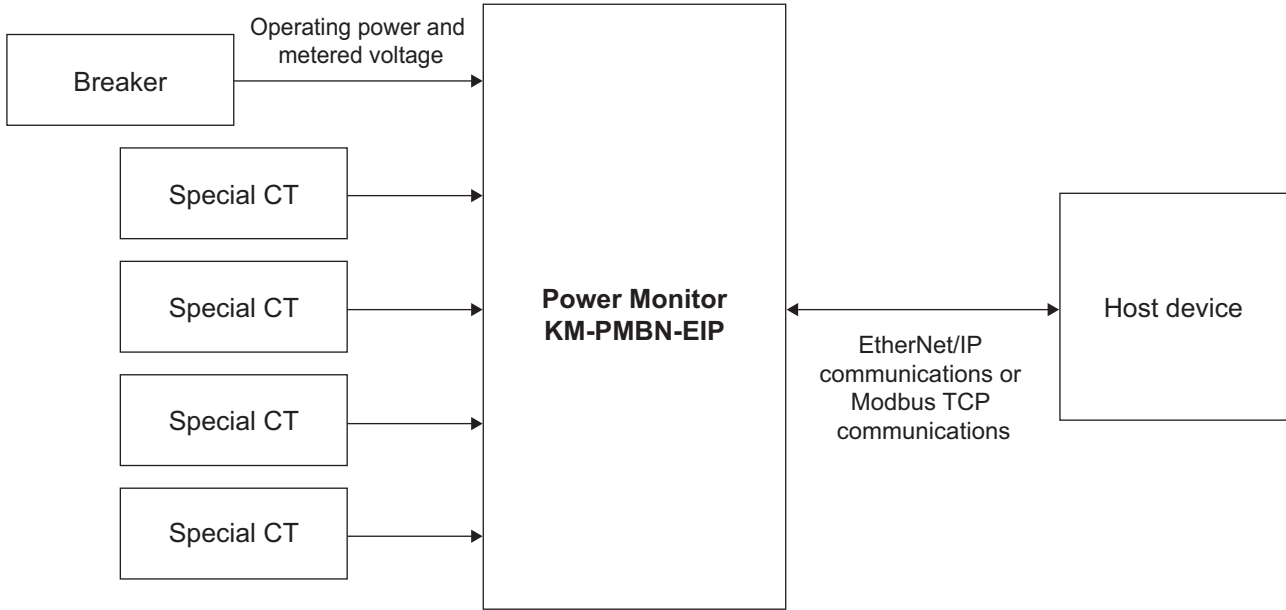 Operating power and
metered voltage
Breaker
Special CT
Special CT
Special CT
Special CT
Power Monitor
KM-PMBN-EIP
EtherNet/IP
communications or
Modbus TCP
communications
Host device